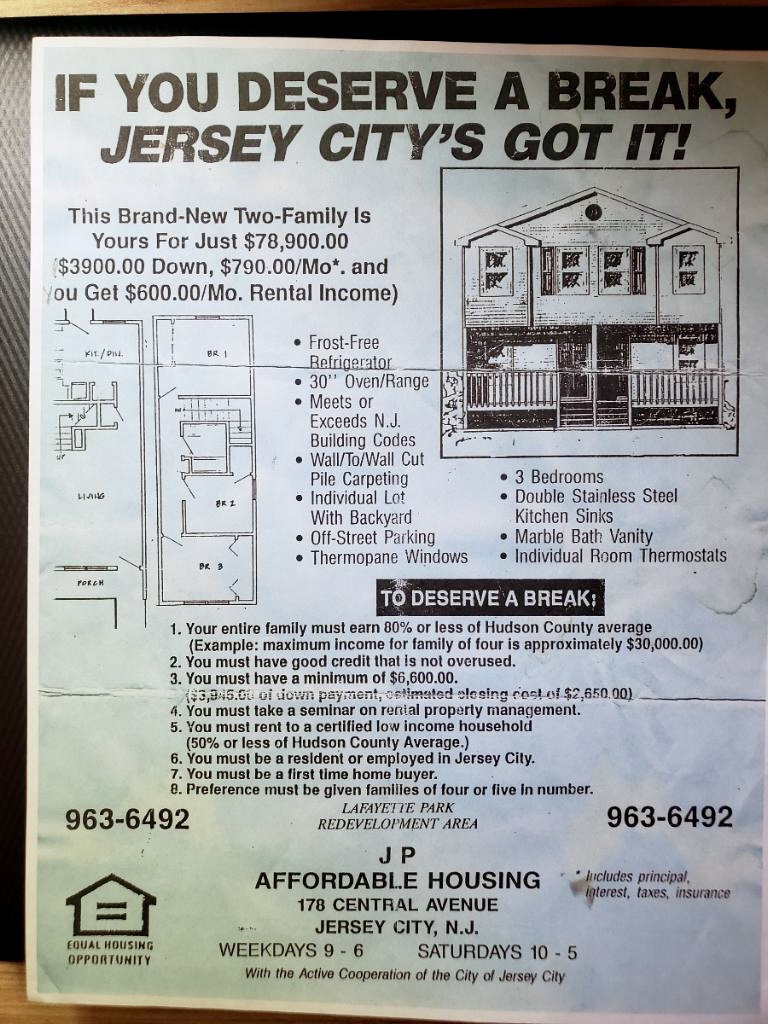 IF YOU DESERVE A BREAK,
JERSEY CITY'S GOT IT!
This Brand-New Two-Family Is
Yours For Just $78,900.00
($3900.00 Down, $790.00/Mo*. and
You Get $600.00/Mo. Rental Income)
KIT/DIN.
UP
LIVING
PORCH
BR 1
BR 2
BR 3
• Frost-Free
Refrigerator
• 30'' Oven/Range
• Meets or
Exceeds N.J.
Building Codes
• Wall/To/Wall Cut
Pile Carpeting
• Individual Lot
With Backyard
• Off-Street Parking
• Thermopane Windows
• 3 Bedrooms
• Double Stainless Steel
Kitchen Sinks
• Marble Bath Vanity
• Individual Room Thermostats
TO DESERVE A BREAK;
1. Your entire family must earn 80% or less of Hudson County average
(Example: maximum income for family of four is approximately $30,000.00)
2. You must have good credit that is not overused.
3. You must have a minimum of $6,600.00.
($3,945.00 of down payment, estimated closing cost of $2,650.00)
4. You must take a seminar on rental property management.
5. You must rent to a certified low income household
(50% or less of Hudson County Average.)
6. You must be a resident or employed in Jersey City.
7. You must be a first time home buyer.
8. Preference must be given families of four or five in number.
963-6492
LAFAYETTE PARK
REDEVELOPMENT AREA
963-6492
J P
AFFORDABLE HOUSING
178 CENTRAL AVENUE
JERSEY CITY, N.J.
WEEKDAYS 9 - 6 SATURDAYS 10 - 5
With the Active Cooperation of the City of Jersey City
* Includes principal,
interest, taxes, insurance
EQUAL HOUSING
OPPORTUNITY